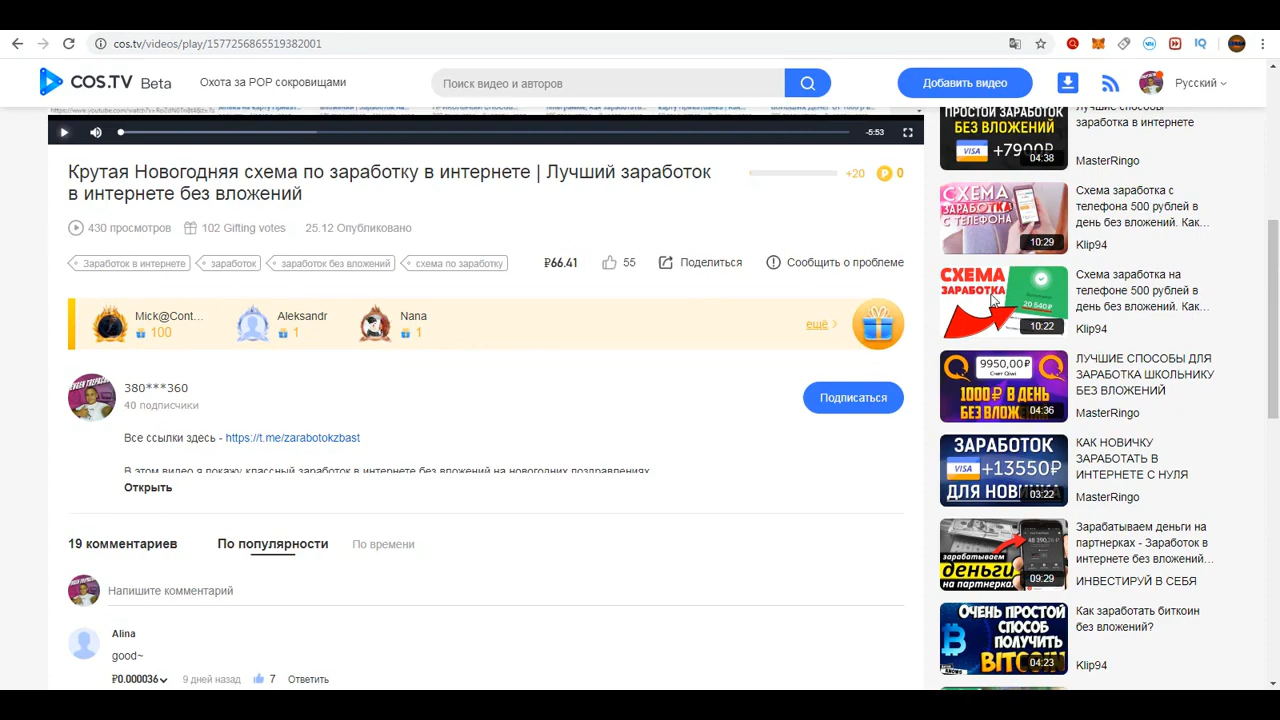 cos.tv/videos/play/1577256865519382001
COS.TV Beta
Охота за POP сокровищами
Поиск видео и авторов
Добавить видео
Русский
-5:53
Крутая Новогодняя схема по заработку в интернете | Лучший заработок
в интернете без вложений
+20
0
430 просмотров
102 Gifting votes
25.12 Опубликовано
Заработок в интернете
заработок
заработок без вложений
схема по заработку
₽66.41
55
Поделиться
Сообщить о проблеме
Mick@Cont...
100
Aleksandr
1
Nana
1
ещё
380***360
40 подписчики
Подписаться
Все ссылки здесь - https://t.me/zarabotokzbast
В этом видео я покажу классный заработок в интернете без вложений на новогодних поздравлениях
Открыть
19 комментариев
По популярности
По времени
Напишите комментарий
Alina
good~
₽0.000036
9 дней назад
7
Ответить
ПРОСТОЙ ЗАРАБОТОК
БЕЗ ВЛОЖЕНИЙ
VISA
+7900₽
04:38
Лучшие способы
заработка в интернете
MasterRingo
СХЕМА
ЗАРАБОТКА
С ТЕЛЕФОНА
10:29
Схема заработка с
телефона 500 рублей в
день без вложений. Как...
Klip94
СХЕМА
ЗАРАБОТКА
20 640 ₽
10:22
Схема заработка на
телефоне 500 рублей в
день без вложений. Как...
Klip94
9950,00₽
Счет Qiwi
1000₽ В ДЕНЬ
БЕЗ ВЛОЖ
04:36
ЛУЧШИЕ СПОСОБЫ ДЛЯ
ЗАРАБОТКА ШКОЛЬНИКУ
БЕЗ ВЛОЖЕНИЙ
MasterRingo
ЗАРАБОТОК
VISA
+13550₽
ДЛЯ НОВИ
03:22
КАК НОВИЧКУ
ЗАРАБОТАТЬ В
ИНТЕРНЕТЕ С НУЛЯ
MasterRingo
зарабатываем
деньги
на партнерках
09:29
Зарабатываем деньги на
партнерках - Заработок в
интернете без вложений...
ИНВЕСТИРУЙ В СЕБЯ
ОЧЕНЬ ПРОСТОЙ
СПОСОБ
ПОЛУЧИТЬ
BITCOIN
04:23
Как заработать биткоин
без вложений?
Klip94